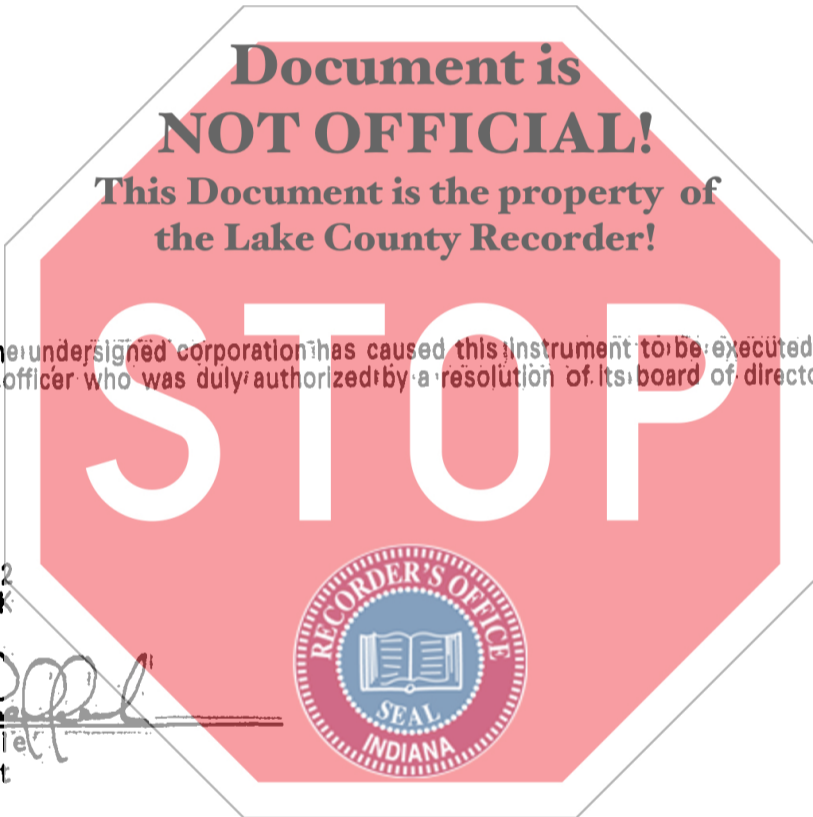 Document is
NOT OFFICIAL!
This Document is the property of
the Lake County Recorder!
undersigned corporation has caused this instrument to be executed
officer who was duly authorized by a resolution of its board of
STOP
2
RECORDER'S OFFICE
SEAL
INDIANA